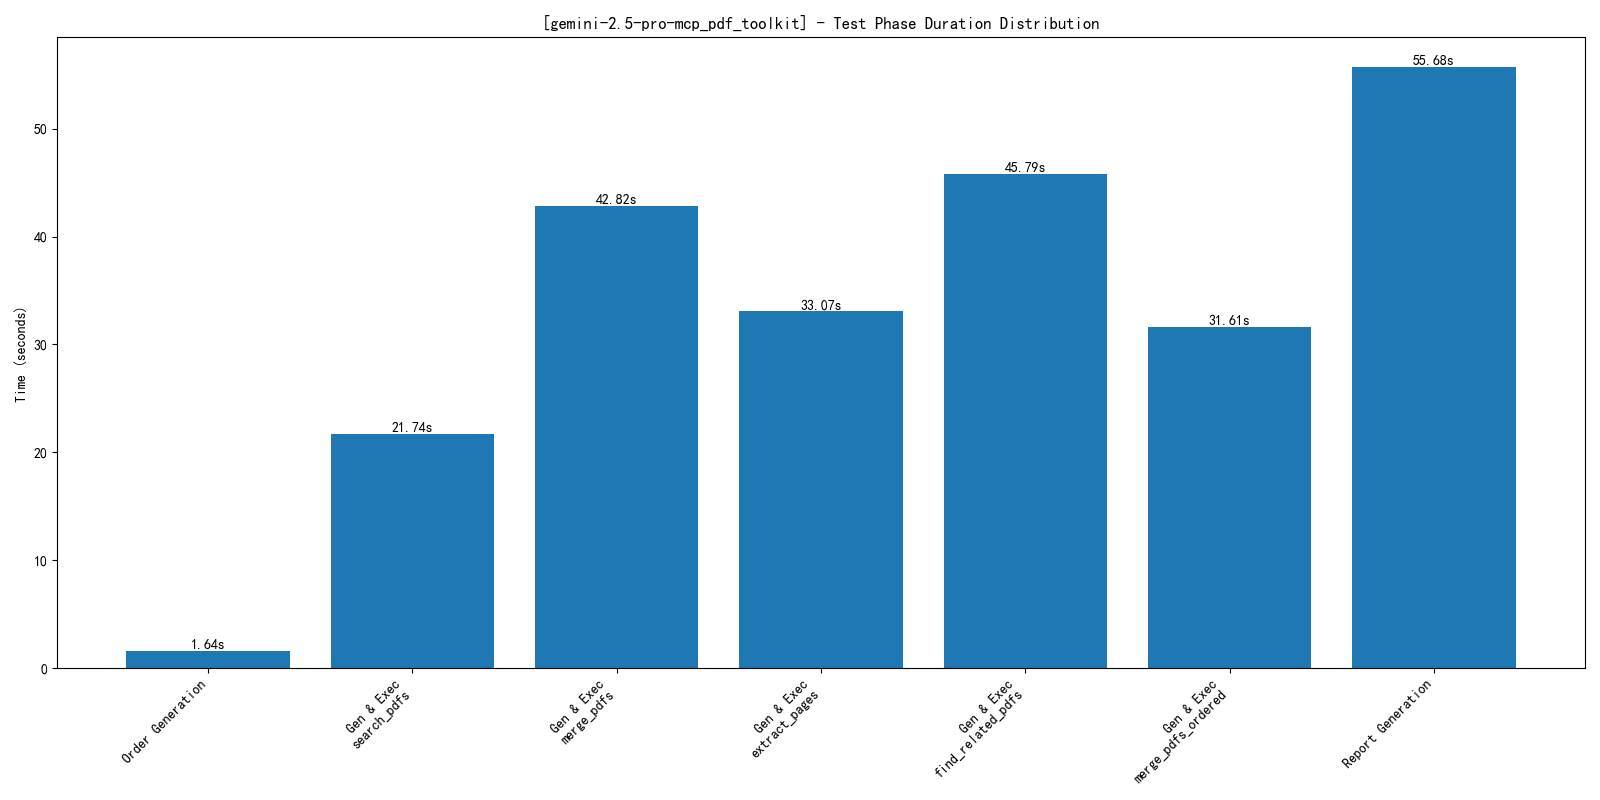 [gemini-2.5-pro-mcp_pdf_toolkit] - Test Phase Duration Distribution
Time (seconds)
50
40
30
20
10
0
1.64s
21.74s
42.82s
33.07s
45.79s
31.61s
55.68s
Order Generation
Gen & Exec
search_pdfs
Gen & Exec
merge_pdfs
Gen & Exec
extract_pages
Gen & Exec
find_related_pdfs
Gen & Exec
merge_pdfs_ordered
Report Generation